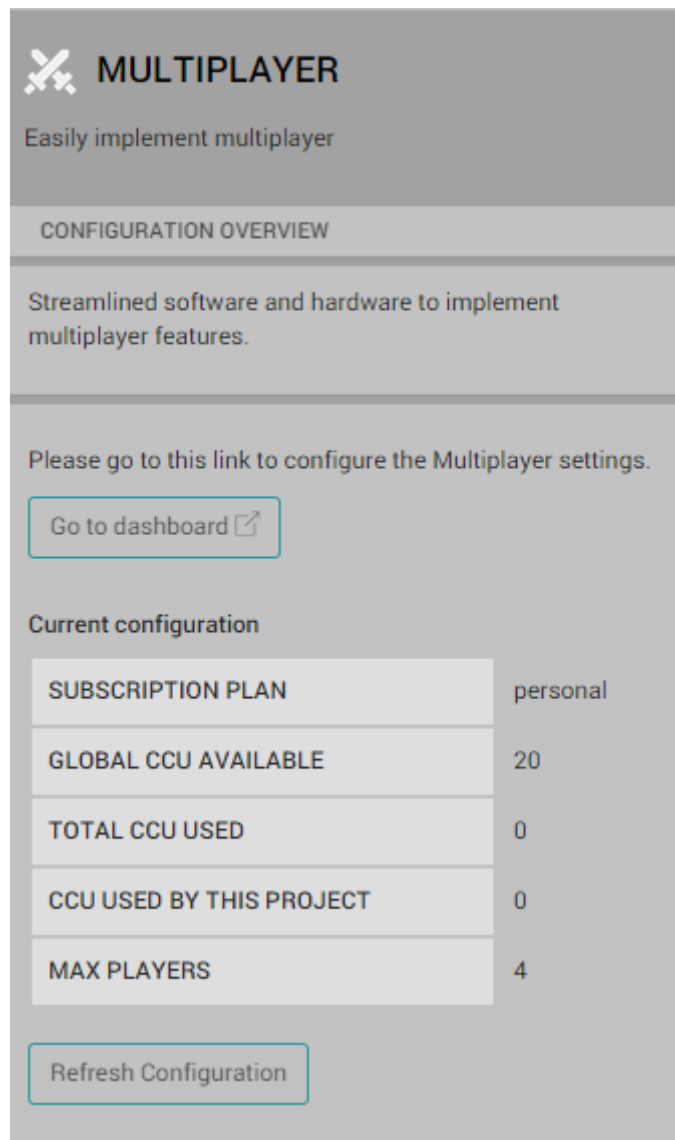 MULTIPLAYER
Easily implement multiplayer
CONFIGURATION OVERVIEW
Streamlined software and hardware to implement
multiplayer features.
Please go to this link to configure the Multiplayer settings.
Go to dashboard
Current configuration
SUBSCRIPTION PLAN personal
GLOBAL CCU AVAILABLE 20
TOTAL CCU USED 0
CCU USED BY THIS PROJECT 0
MAX PLAYERS 4
Refresh Configuration